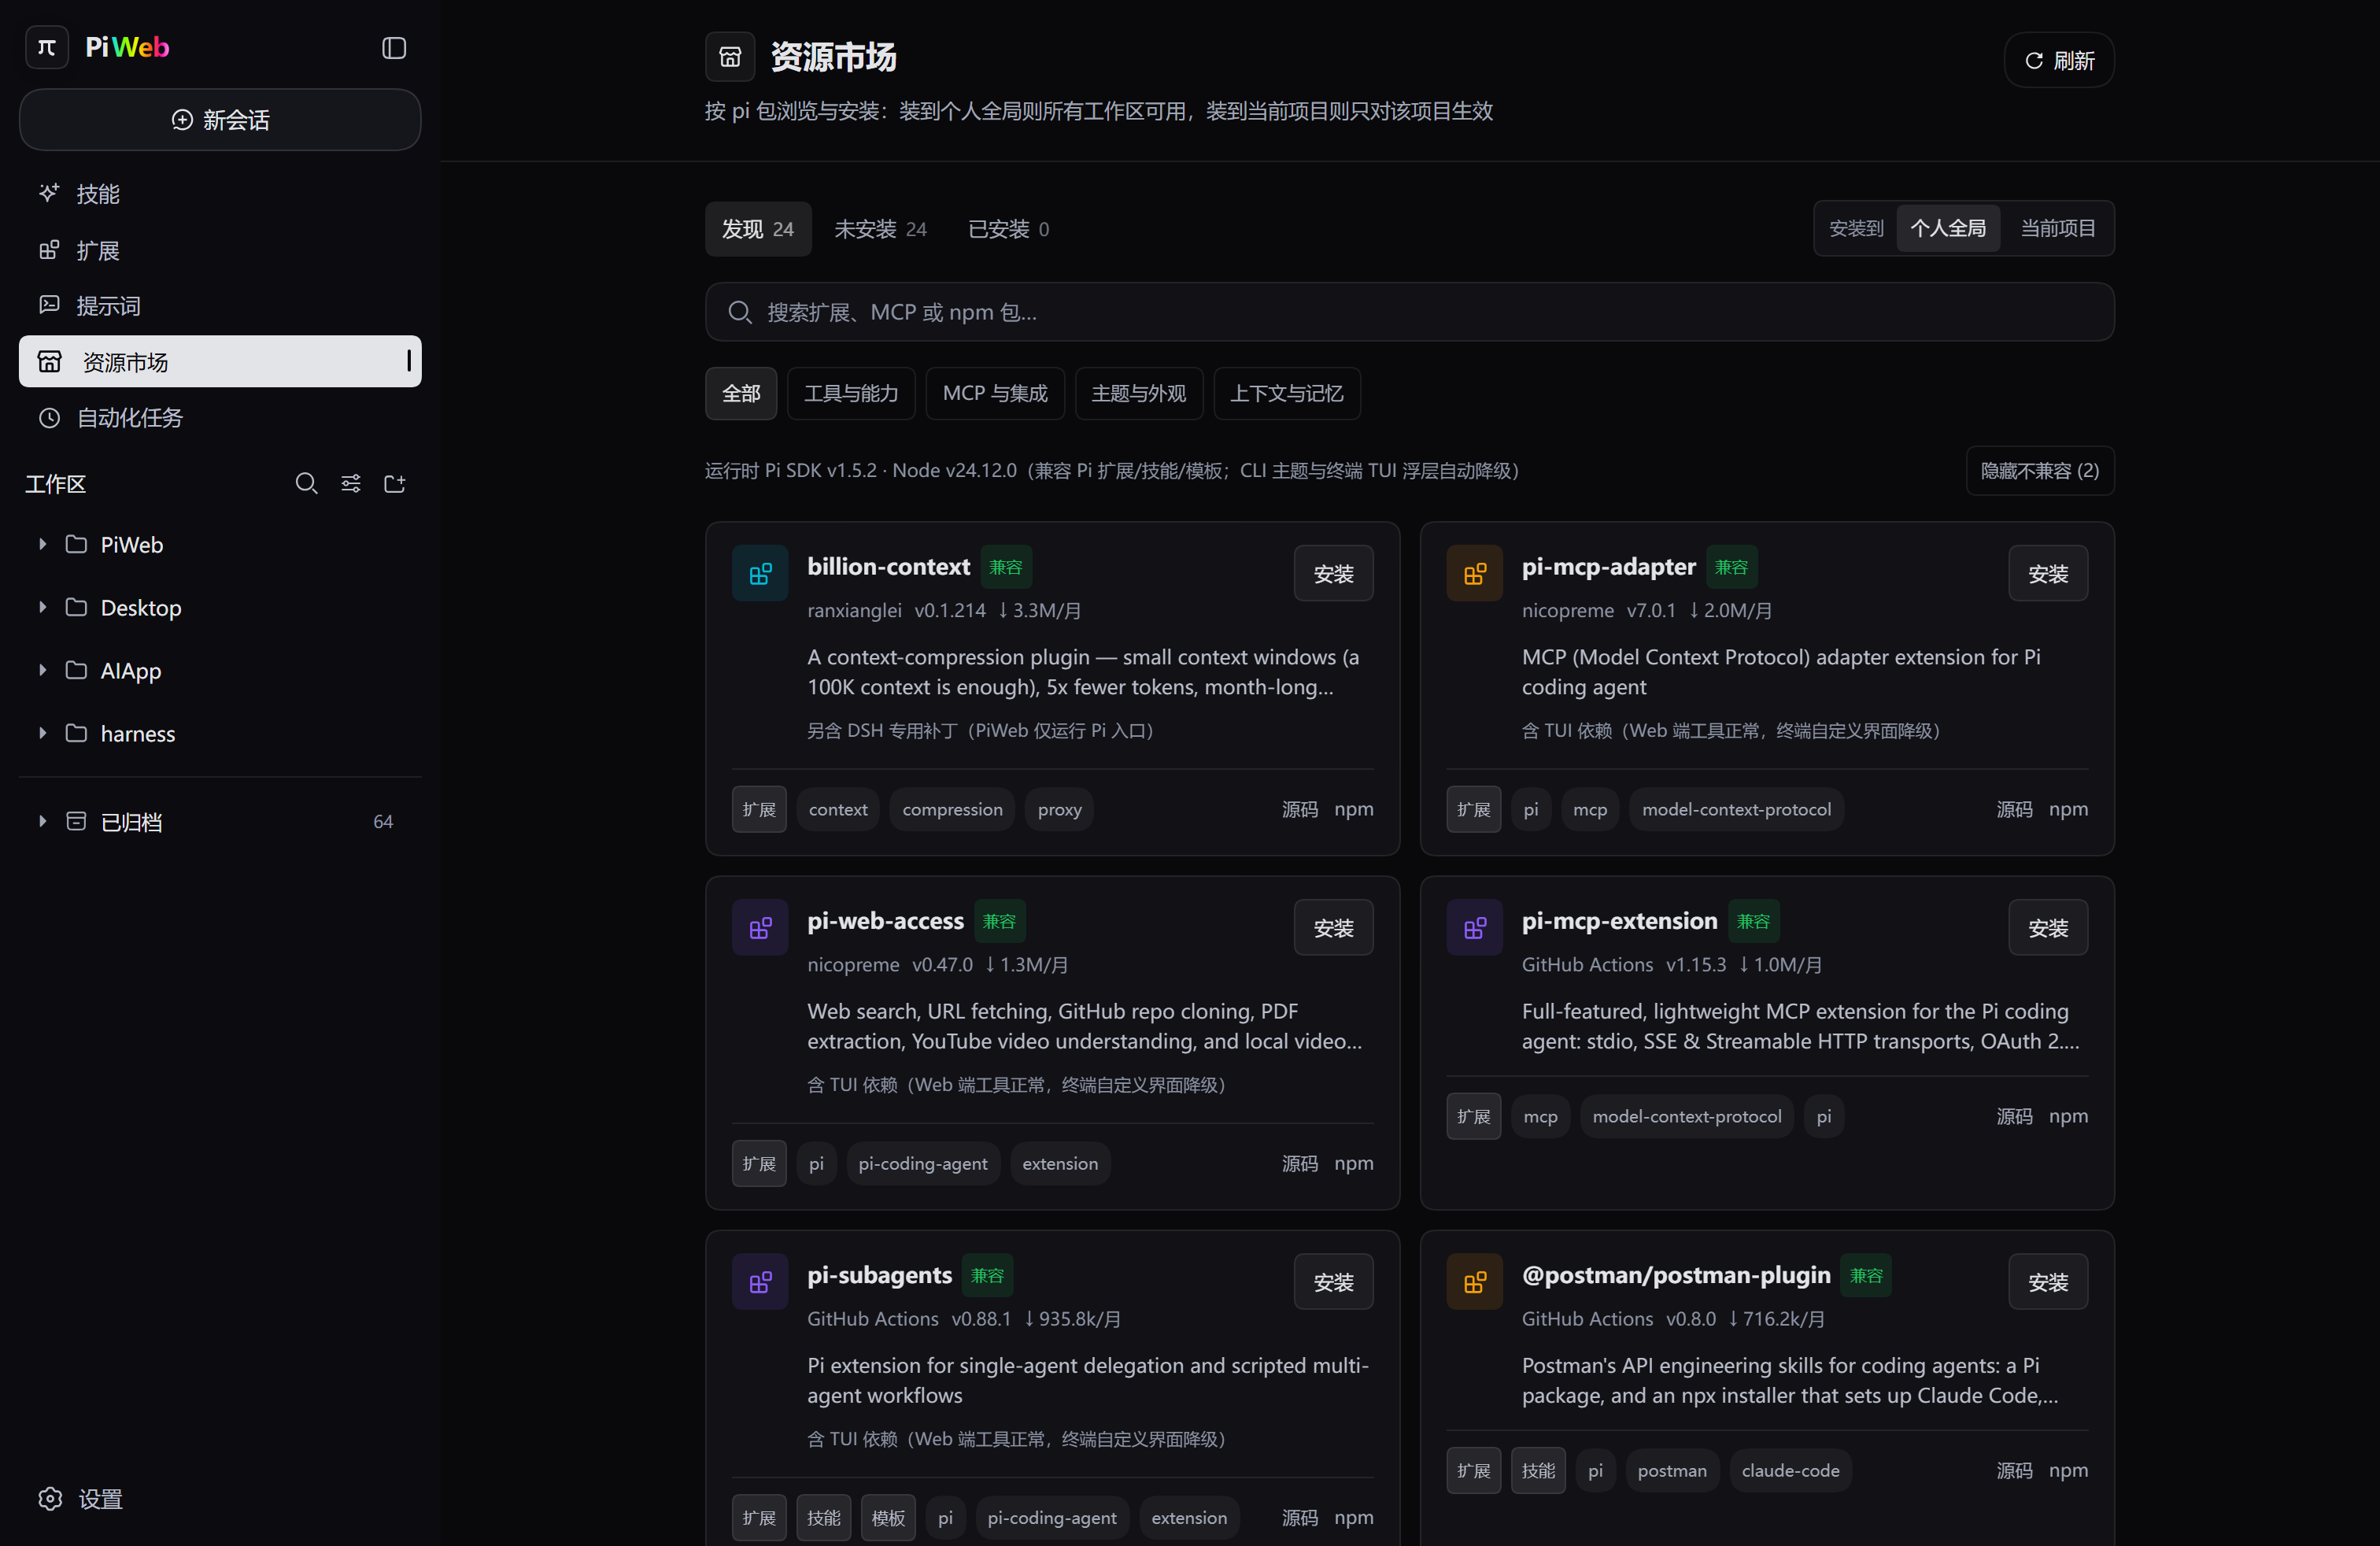 π PiWeb
新会话
技能
扩展
提示词
资源市场
自动化任务
工作区
PiWeb
Desktop
AIApp
harness
已归档 64
设置
资源市场
刷新
按 pi 包浏览与安装：装到个人全局则所有工作区可用，装到当前项目则只对该项目生效
发现 24 未安装 24 已安装 0
安装到 个人全局 当前项目
搜索扩展、MCP 或 npm 包...
全部 工具与能力 MCP 与集成 主题与外观 上下文与记忆
运行时 Pi SDK v1.5.2 · Node v24.12.0（兼容 Pi 扩展/技能/模板；CLI 主题与终端 TUI 浮层自动降级）
隐藏不兼容 (2)
billion-context 兼容 安装
ranxianglei v0.1.214 ↓3.3M/月
A context-compression plugin — small context windows (a
100K context is enough), 5x fewer tokens, month-long...
另含 DSH 专用补丁（PiWeb 仅运行 Pi 入口）
扩展 context compression proxy 源码 npm
pi-mcp-adapter 兼容 安装
nicopreme v7.0.1 ↓2.0M/月
MCP (Model Context Protocol) adapter extension for Pi
coding agent
含 TUI 依赖（Web 端工具正常，终端自定义界面降级）
扩展 pi mcp model-context-protocol 源码 npm
pi-web-access 兼容 安装
nicopreme v0.47.0 ↓1.3M/月
Web search, URL fetching, GitHub repo cloning, PDF
extraction, YouTube video understanding, and local video...
含 TUI 依赖（Web 端工具正常，终端自定义界面降级）
扩展 pi pi-coding-agent extension 源码 npm
pi-mcp-extension 兼容 安装
GitHub Actions v1.15.3 ↓1.0M/月
Full-featured, lightweight MCP extension for the Pi coding
agent: stdio, SSE & Streamable HTTP transports, OAuth 2....
扩展 mcp model-context-protocol pi 源码 npm
pi-subagents 兼容 安装
GitHub Actions v0.88.1 ↓935.8k/月
Pi extension for single-agent delegation and scripted multi-
agent workflows
含 TUI 依赖（Web 端工具正常，终端自定义界面降级）
扩展 技能 模板 pi pi-coding-agent extension 源码 npm
@postman/postman-plugin 兼容 安装
GitHub Actions v0.8.0 ↓716.2k/月
Postman's API engineering skills for coding agents: a Pi
package, and an npx installer that sets up Claude Code,...
扩展 技能 pi postman claude-code 源码 npm